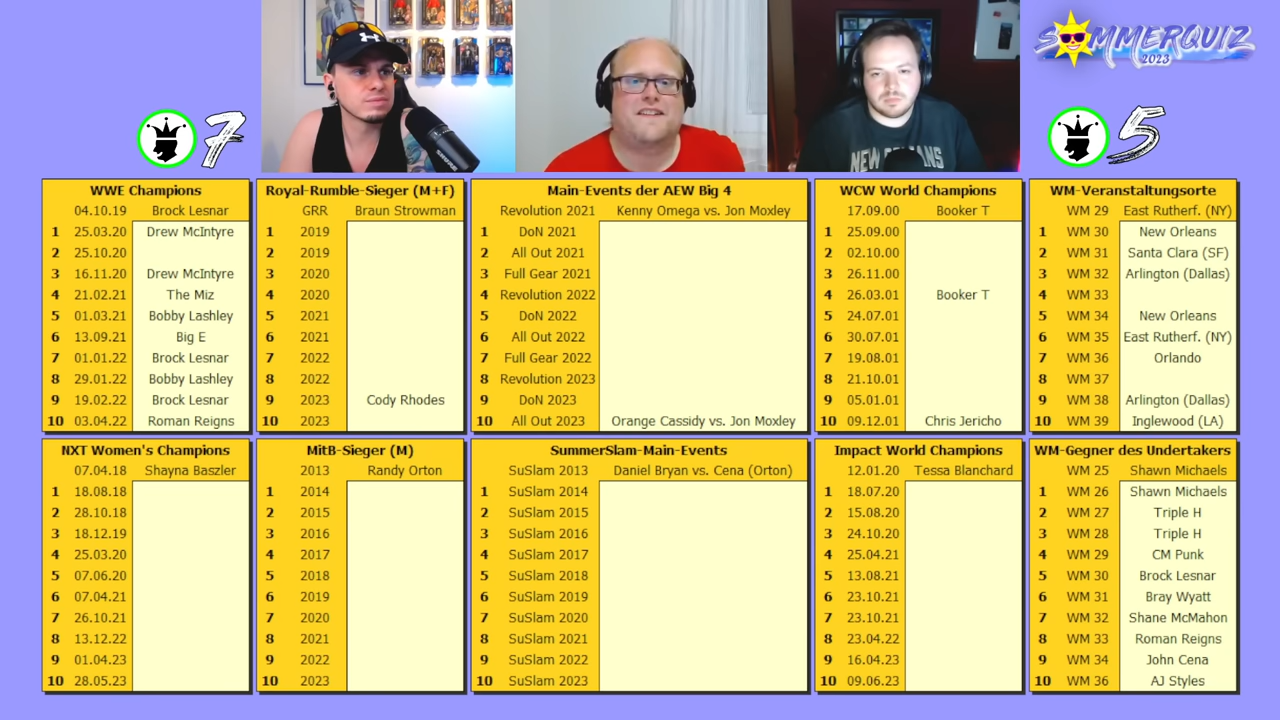 SOMMERQUIZ
2023
7
5
NEW ORLEANS
WWE Champions
04.10.19 Brock Lesnar
1 25.03.20 Drew McIntyre
2 25.10.20
3 16.11.20 Drew McIntyre
4 21.02.21 The Miz
5 01.03.21 Bobby Lashley
6 13.09.21 Big E
7 01.01.22 Brock Lesnar
8 29.01.22 Bobby Lashley
9 19.02.22 Brock Lesnar
10 03.04.22 Roman Reigns
Royal-Rumble-Sieger (M+F)
GRR Braun Strowman
1 2019
2 2019
3 2020
4 2020
5 2021
6 2021
7 2022
8 2022
9 2023 Cody Rhodes
10 2023
Main-Events der AEW Big 4
Revolution 2021 Kenny Omega vs. Jon Moxley
1 DoN 2021
2 All Out 2021
3 Full Gear 2021
4 Revolution 2022
5 DoN 2022
6 All Out 2022
7 Full Gear 2022
8 Revolution 2023
9 DoN 2023
10 All Out 2023 Orange Cassidy vs. Jon Moxley
WCW World Champions
17.09.00 Booker T
1 25.09.00
2 02.10.00
3 26.11.00
4 26.03.01 Booker T
5 24.07.01
6 30.07.01
7 19.08.01
8 21.10.01
9 05.01.01
10 09.12.01 Chris Jericho
WM-Veranstaltungsorte
WM 29 East Rutherf. (NY)
1 WM 30 New Orleans
2 WM 31 Santa Clara (SF)
3 WM 32 Arlington (Dallas)
4 WM 33
5 WM 34 New Orleans
6 WM 35 East Rutherf. (NY)
7 WM 36 Orlando
8 WM 37
9 WM 38 Arlington (Dallas)
10 WM 39 Inglewood (LA)
NXT Women's Champions
07.04.18 Shayna Baszler
1 18.08.18
2 28.10.18
3 18.12.19
4 25.03.20
5 07.06.20
6 07.04.21
7 26.10.21
8 13.12.22
9 01.04.23
10 28.05.23
MitB-Sieger (M)
2013 Randy Orton
1 2014
2 2015
3 2016
4 2017
5 2018
6 2019
7 2020
8 2021
9 2022
10 2023
SummerSlam-Main-Events
SuSlam 2013 Daniel Bryan vs. Cena (Orton)
1 SuSlam 2014
2 SuSlam 2015
3 SuSlam 2016
4 SuSlam 2017
5 SuSlam 2018
6 SuSlam 2019
7 SuSlam 2020
8 SuSlam 2021
9 SuSlam 2022
10 SuSlam 2023
Impact World Champions
12.01.20 Tessa Blanchard
1 18.07.20
2 15.08.20
3 24.10.20
4 25.04.21
5 13.08.21
6 23.10.21
7 23.10.21
8 23.04.22
9 16.04.23
10 09.06.23
WM-Gegner des Undertakers
WM 25 Shawn Michaels
1 WM 26 Shawn Michaels
2 WM 27 Triple H
3 WM 28 Triple H
4 WM 29 CM Punk
5 WM 30 Brock Lesnar
6 WM 31 Bray Wyatt
7 WM 32 Shane McMahon
8 WM 33 Roman Reigns
9 WM 34 John Cena
10 WM 36 AJ Styles